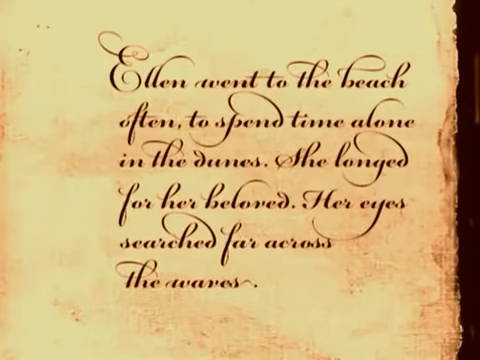 Ellen went to the beach
often, to spend time alone
in the dunes. She longed
for her beloved. Her eyes
searched far across
the waves.